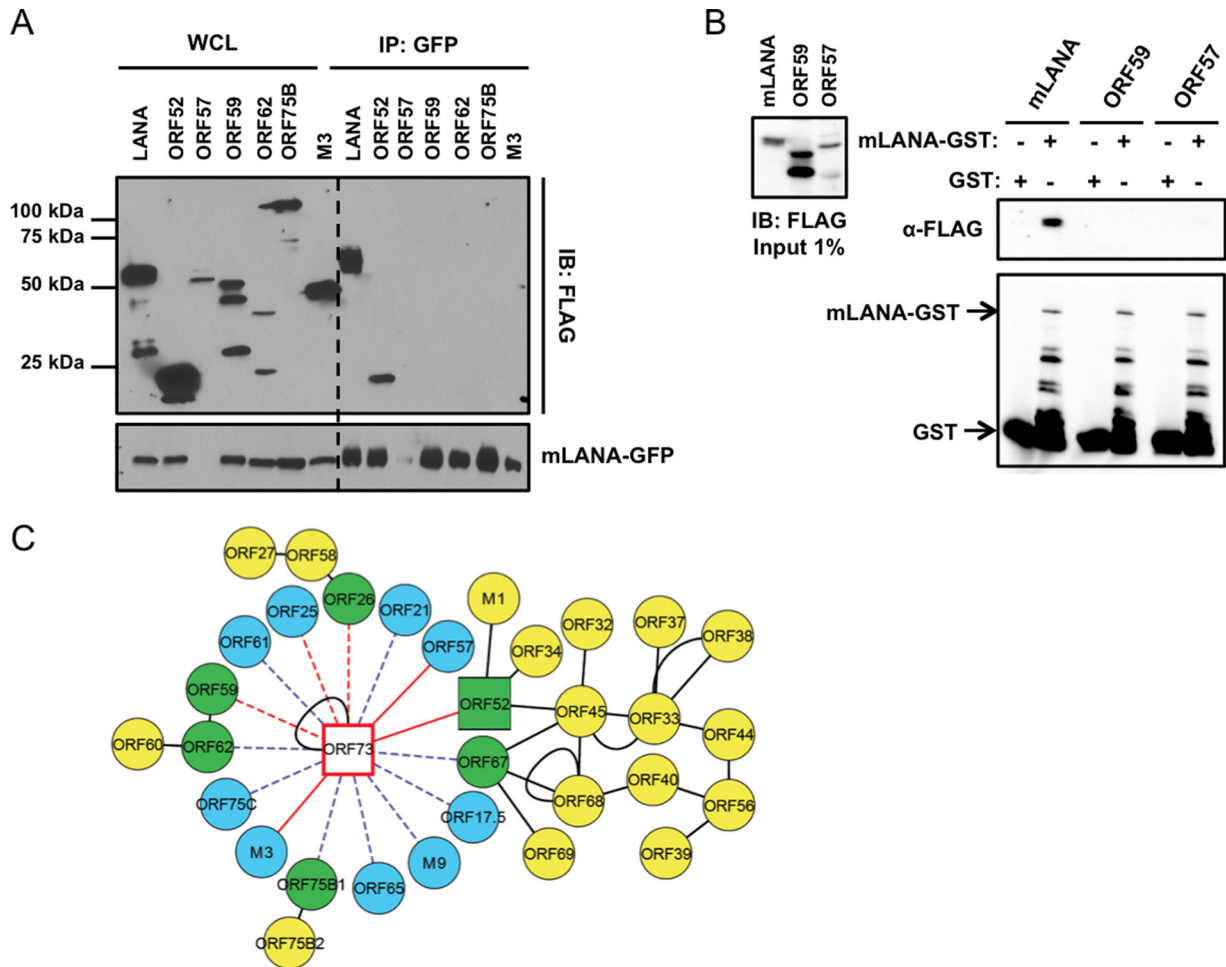 A
WCL
IP: GFP
LANA
ORF52
ORF57
ORF59
ORF62
ORF75B
M3
LANA
ORF52
ORF57
ORF59
ORF62
ORF75B
M3
100 kDa
75 kDa
50 kDa
25 kDa
IB: FLAG
mLANA-GFP
B
mLANA
ORF59
ORF57
IB: FLAG
Input 1%
mLANA
ORF59
ORF57
mLANA-GST: - + - + - +
GST: + - + - + -
α-FLAG
mLANA-GST
GST
C
ORF27
ORF58
ORF26
ORF25
ORF21
ORF61
ORF57
ORF59
ORF60
ORF62
ORF73
ORF75C
M3
ORF75B1
ORF75B2
ORF65
M9
ORF17.5
ORF67
ORF52
M1
ORF34
ORF32
ORF45
ORF37
ORF38
ORF33
ORF44
ORF40
ORF68
ORF56
ORF69
ORF39